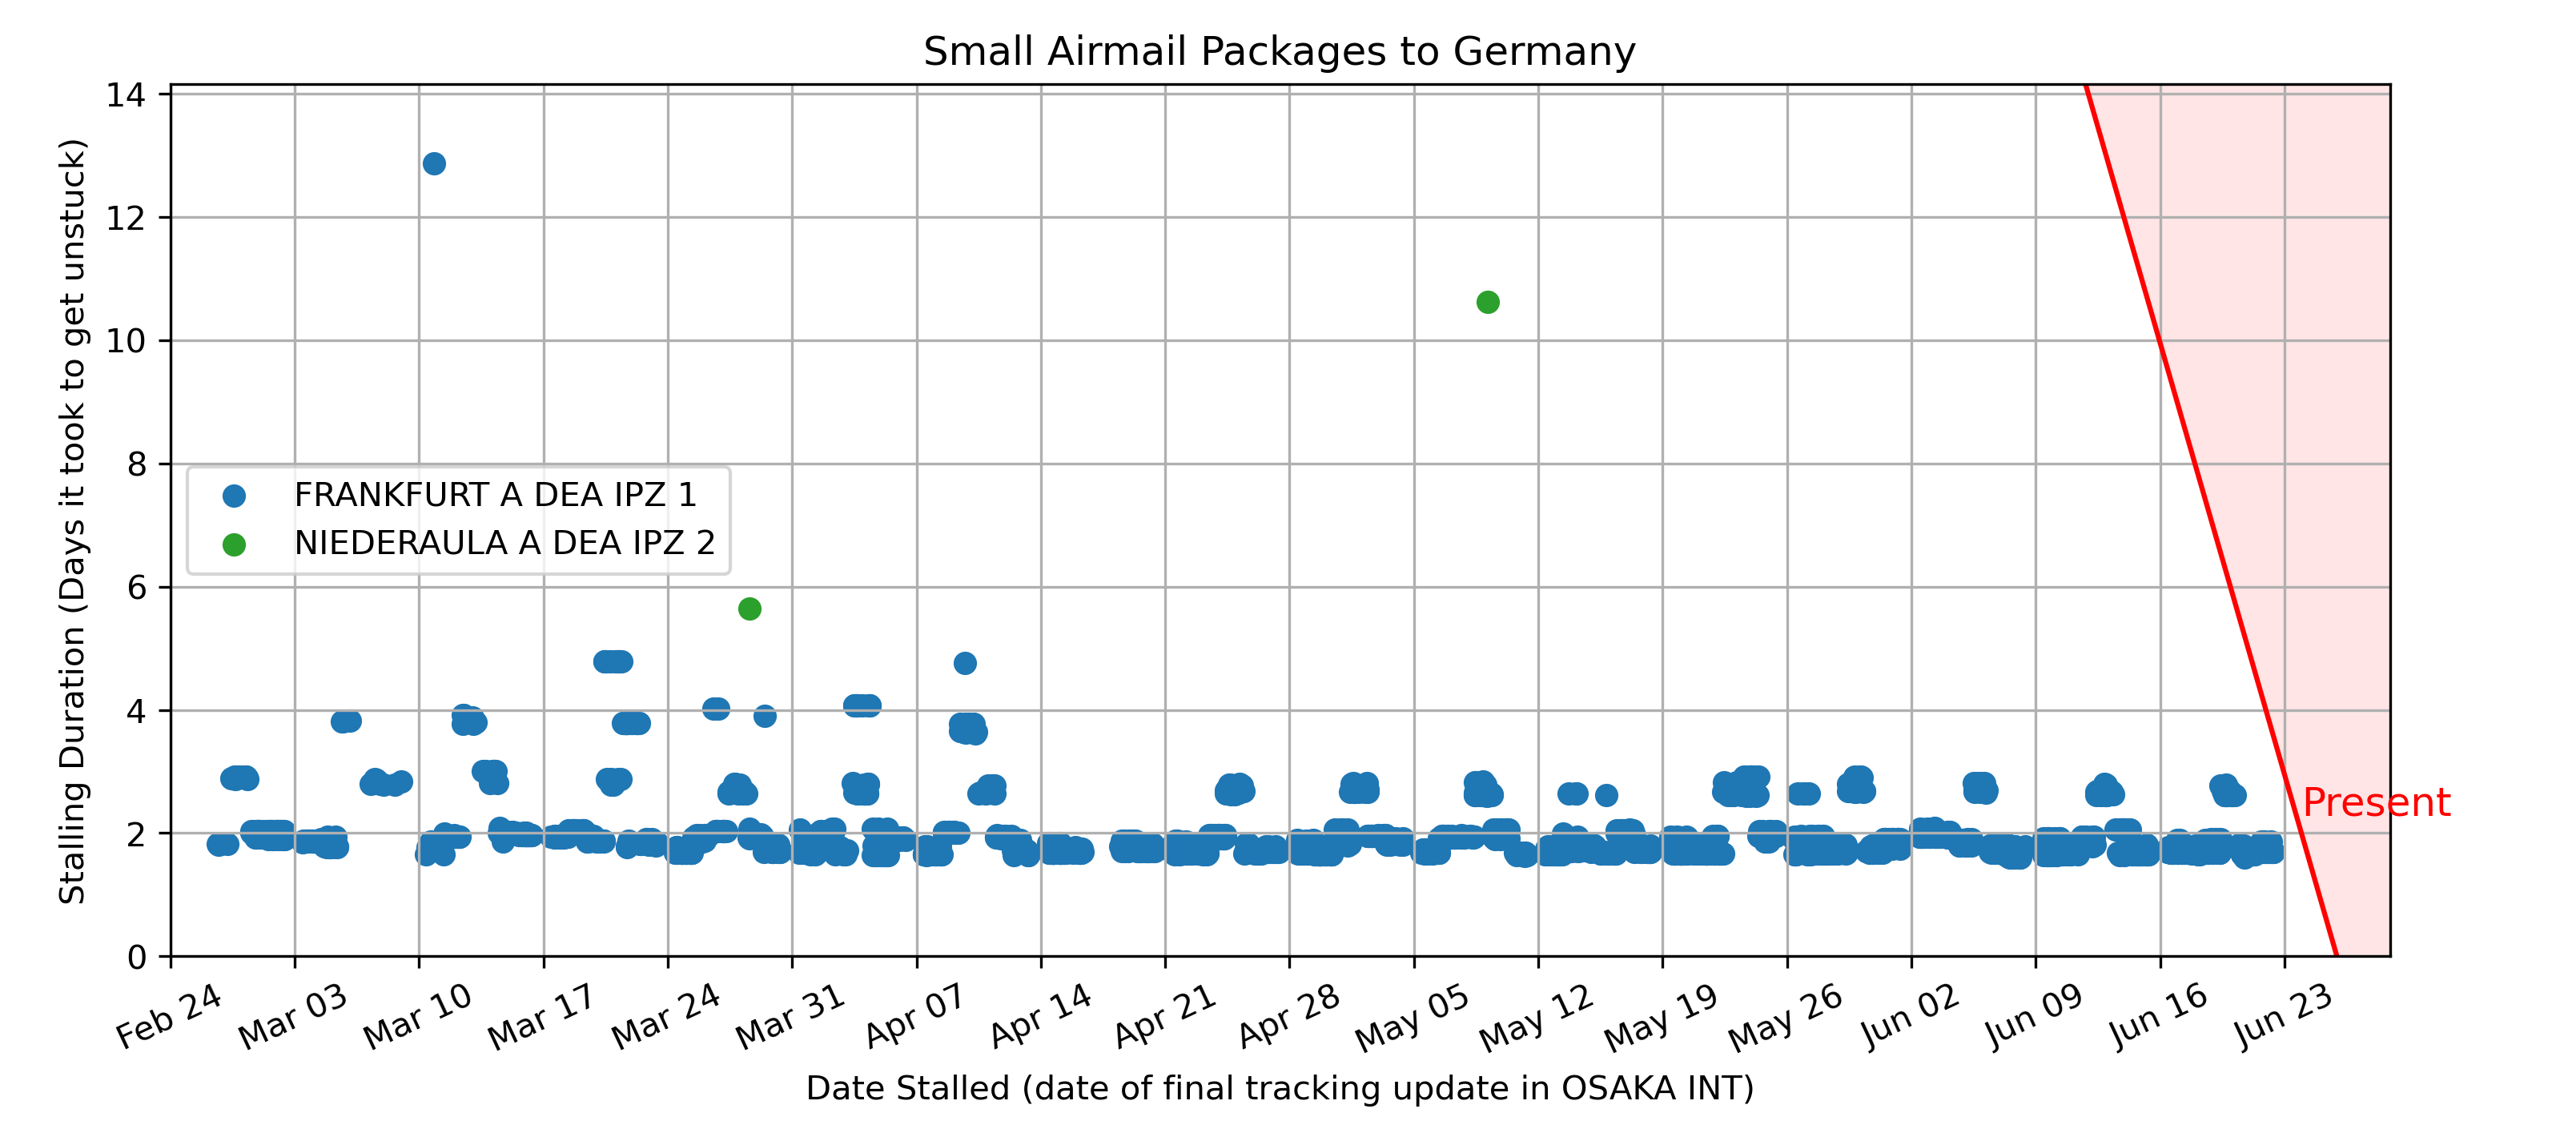 Small Airmail Packages to Germany
Stalling Duration (Days it took to get unstuck)
14
12
10
8
6
4
2
0
FRANKFURT A DEA IPZ 1
NIEDERAULA A DEA IPZ 2
Present
Feb 24
Mar 03
Mar 10
Mar 17
Mar 24
Mar 31
Apr 07
Apr 14
Apr 21
Apr 28
May 05
May 12
May 19
May 26
Jun 02
Jun 09
Jun 16
Jun 23
Date Stalled (date of final tracking update in OSAKA INT)